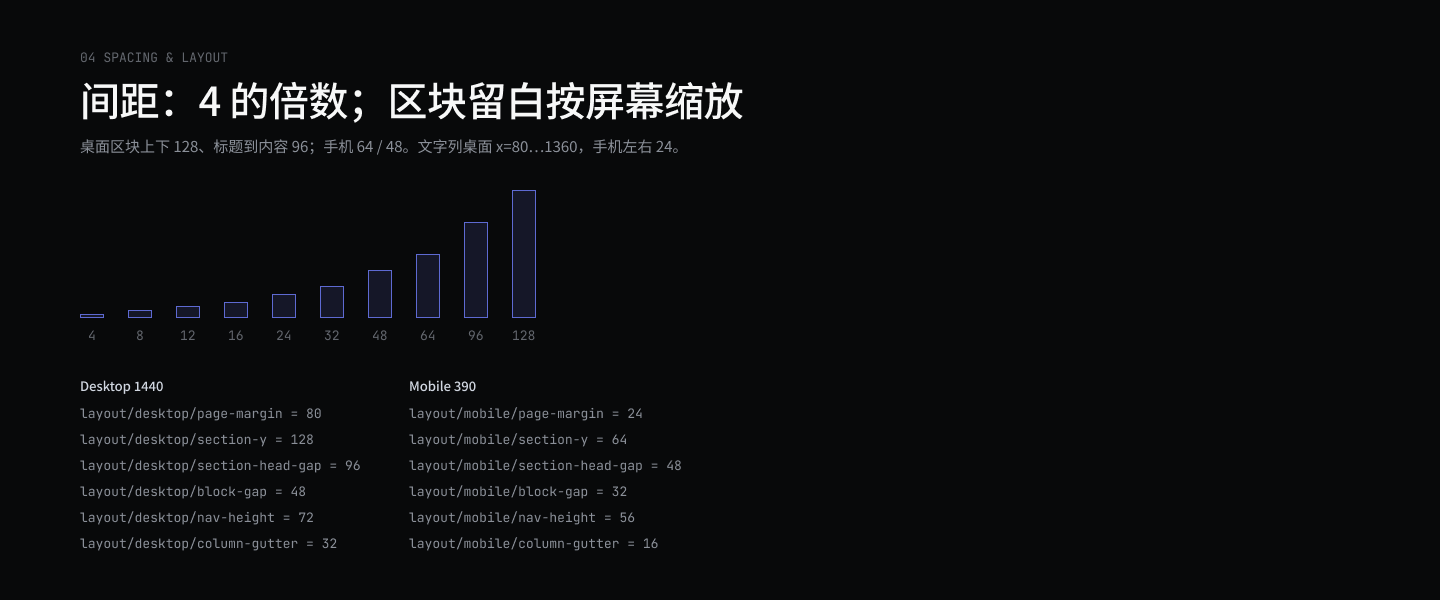 04 SPACING & LAYOUT
间距：4 的倍数；区块留白按屏幕缩放
桌面区块上下 128、标题到内容 96；手机 64 / 48。文字列桌面 x=80…1360，手机左右 24。
4 8 12 16 24 32 48 64 96 128
Desktop 1440
layout/desktop/page-margin = 80
layout/desktop/section-y = 128
layout/desktop/section-head-gap = 96
layout/desktop/block-gap = 48
layout/desktop/nav-height = 72
layout/desktop/column-gutter = 32
Mobile 390
layout/mobile/page-margin = 24
layout/mobile/section-y = 64
layout/mobile/section-head-gap = 48
layout/mobile/block-gap = 32
layout/mobile/nav-height = 56
layout/mobile/column-gutter = 16